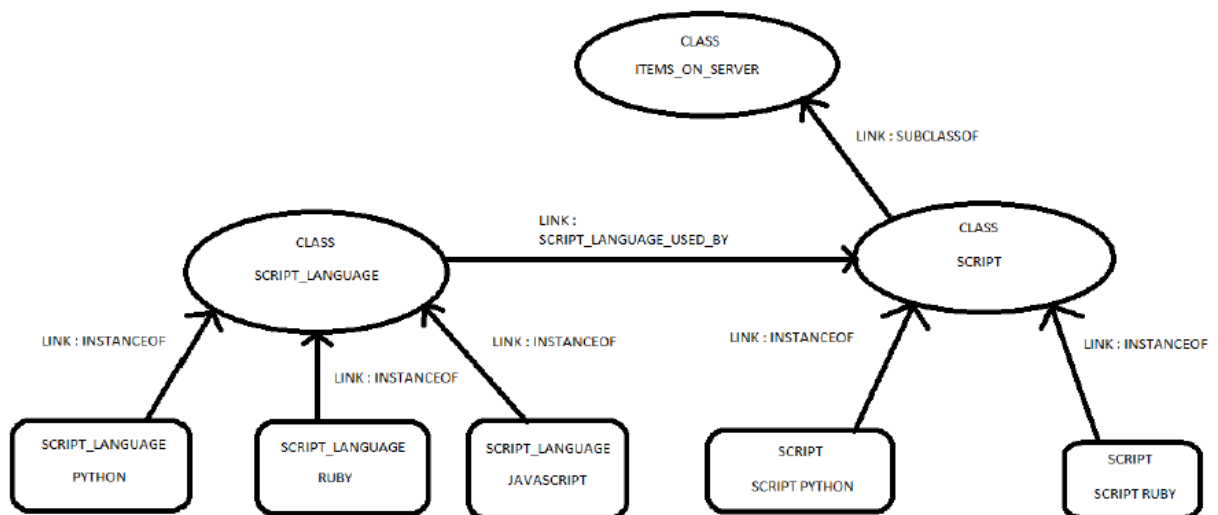 CLASS
ITEMS_ON_SERVER
LINK : SUBCLASSOF
LINK :
SCRIPT_LANGUAGE_USED_BY
CLASS
SCRIPT_LANGUAGE
CLASS
SCRIPT
LINK : INSTANCEOF
LINK : INSTANCEOF
LINK : INSTANCEOF
LINK : INSTANCEOF
LINK : INSTANCEOF
SCRIPT_LANGUAGE
PYTHON
SCRIPT_LANGUAGE
RUBY
SCRIPT_LANGUAGE
JAVASCRIPT
SCRIPT
SCRIPT PYTHON
SCRIPT
SCRIPT RUBY